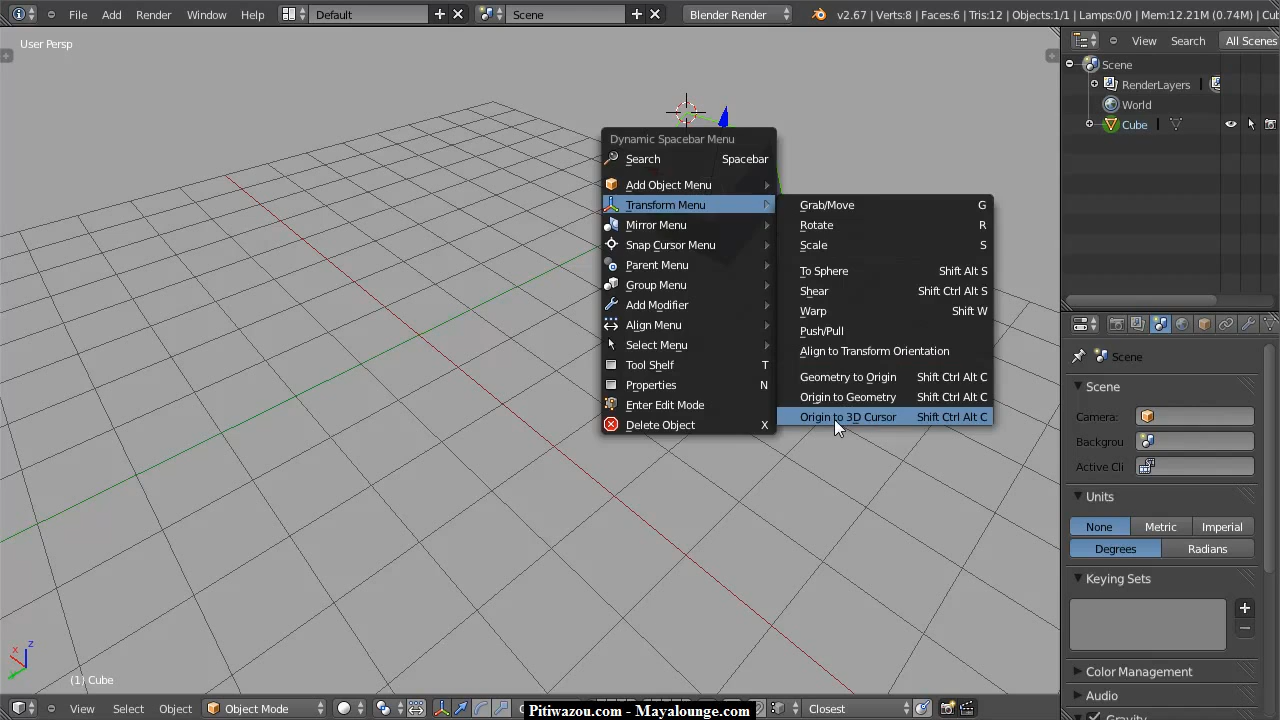 File Add Render Window Help Default Scene Blender Render v2.67 | Verts:8 | Faces:6 | Tris:12 | Objects:1/1 | Lamps:0/0 | Mem:12.21M (0.74M) | Cu
User Persp
View Search All Scenes
Scene
RenderLayers
World
Cube
Dynamic Spacebar Menu
Search Spacebar
Add Object Menu
Transform Menu
Mirror Menu
Snap Cursor Menu
Parent Menu
Group Menu
Add Modifier
Align Menu
Select Menu
Tool Shelf T
Properties N
Enter Edit Mode
Delete Object X
Grab/Move G
Rotate R
Scale S
To Sphere Shift Alt S
Shear Shift Ctrl Alt S
Warp Shift W
Push/Pull
Align to Transform Orientation
Geometry to Origin Shift Ctrl Alt C
Origin to Geometry Shift Ctrl Alt C
Origin to 3D Cursor Shift Ctrl Alt C
Scene
Scene
Camera:
Backgrou
Active Cli
Units
None Metric Imperial
Degrees Radians
Keying Sets
Color Management
Audio
Gravity
x z
y
(1) Cube
View Select Object Object Mode Closest
Pitiwazou.com - Mayalounge.com